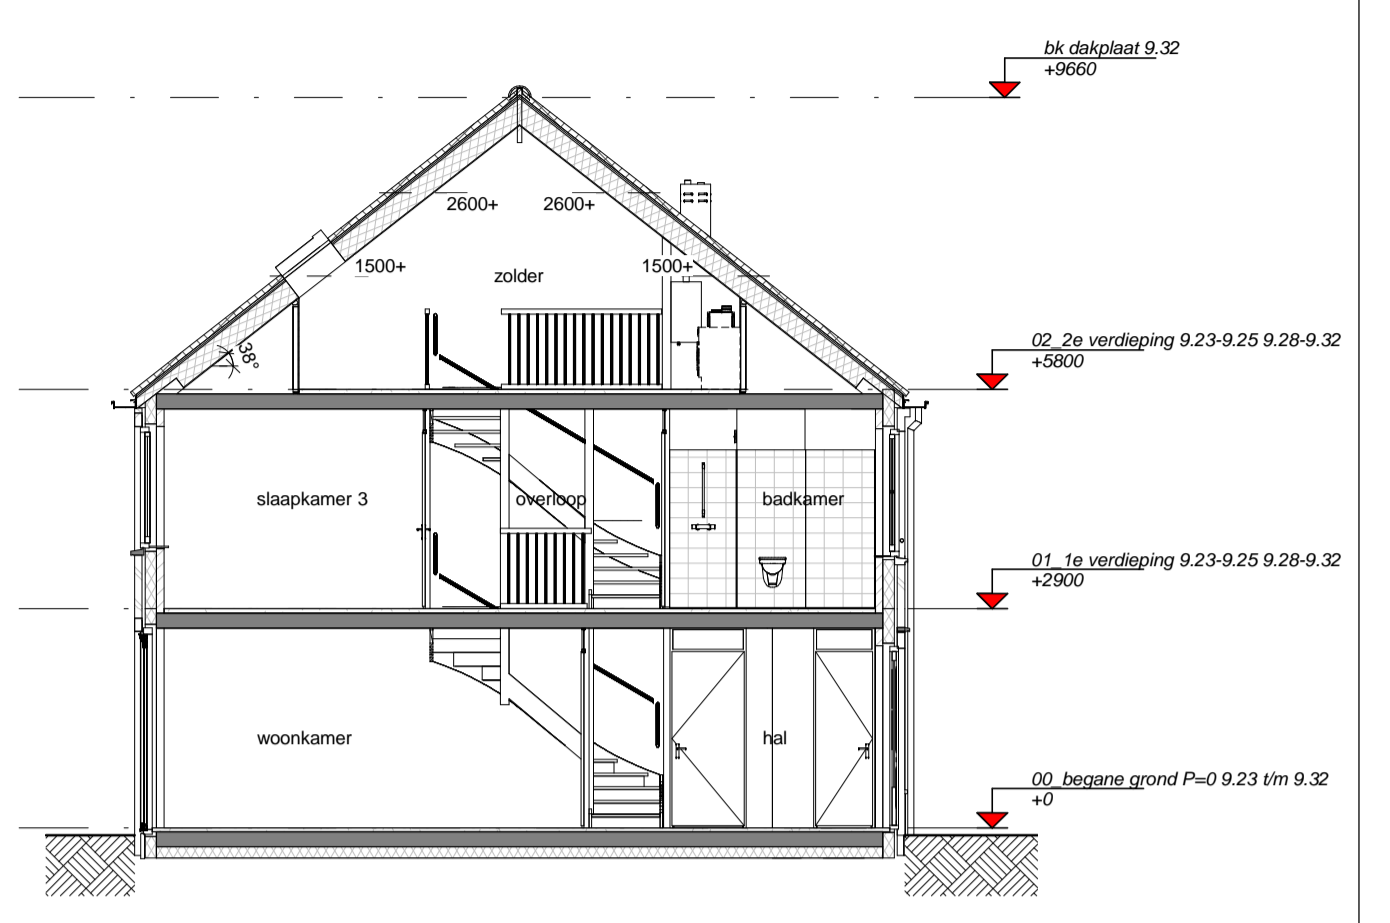 bk dakplaat 9.32
+9660
2600+ 2600+
1500+ 1500+
zolder
38°
02_2e verdieping 9.23-9.25 9.28-9.32
+5800
slaapkamer 3 overloop badkamer
01_1e verdieping 9.23-9.25 9.28-9.32
+2900
woonkamer hal
00_begane grond P=0 9.23 t/m 9.32
+0